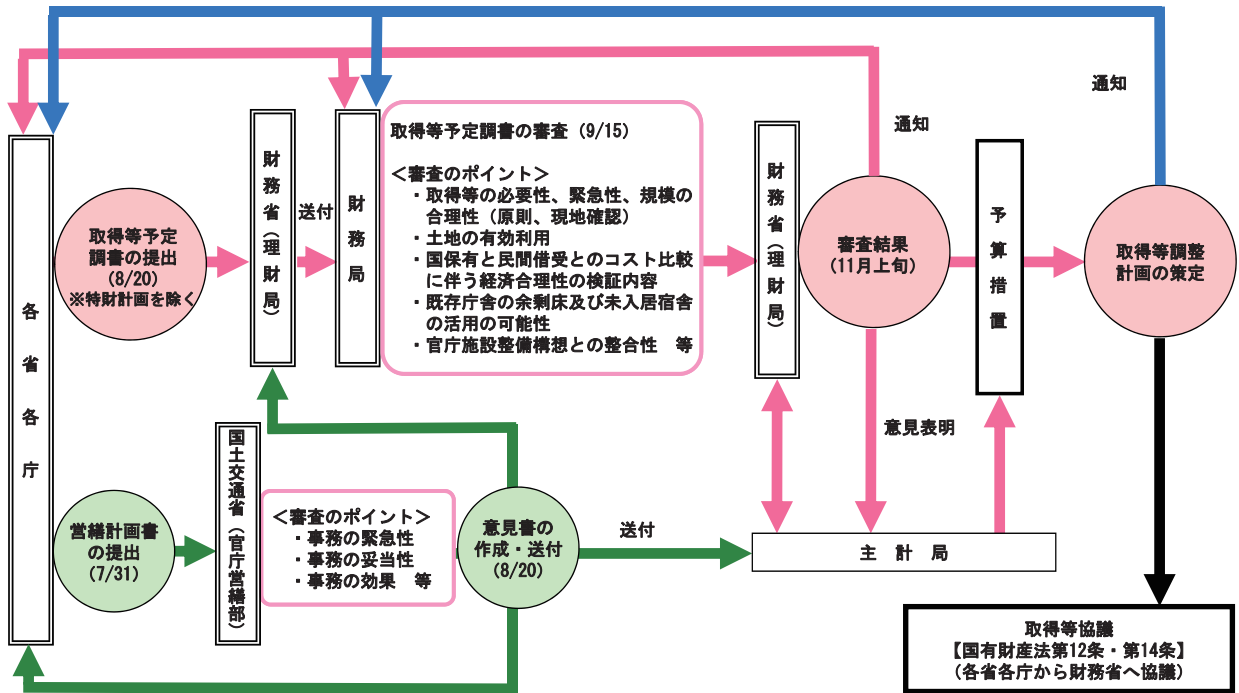 通知
通知
各省各庁
取得等予定
調書の提出
(8/20)
※特財計画を除く
財務省(理財局)
送付
財務局
取得等予定調書の審査(9/15)
<審査のポイント>
・取得等の必要性、緊急性、規模の
合理性(原則、現地確認)
・土地の有効利用
・国保有と民間借受とのコスト比較
に伴う経済合理性の検証内容
・既存庁舎の余剰床及び未入居宿舎
の活用の可能性
・官庁施設整備構想との整合性 等
財務省(理財局)
審査結果
(11月上旬)
予算措置
取得等調整
計画の策定
意見表明
営繕計画書
の提出
(7/31)
国土交通省(官庁営繕部)
<審査のポイント>
・事務の緊急性
・事務の妥当性
・事務の効果 等
意見書の
作成・送付
(8/20)
送付
主計局
取得等協議
【国有財産法第12条・第14条】
(各省各庁から財務省へ協議)